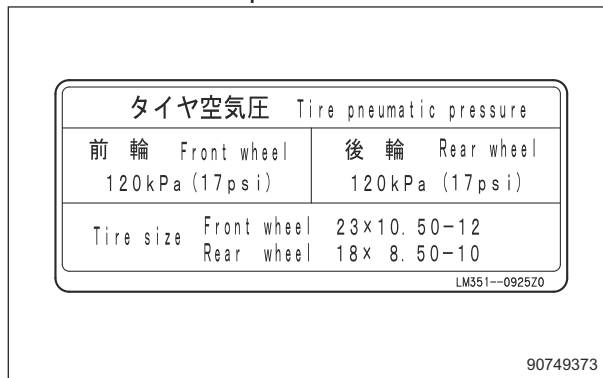 タイヤ空気圧 Tire pneumatic pressure
前 輪 Front wheel
120kPa (17psi)
後 輪 Rear wheel
120kPa (17psi)
Tire size Front wheel 23×10.50-12
Rear wheel 18× 8.50-10
LM351--0925Z0
90749373